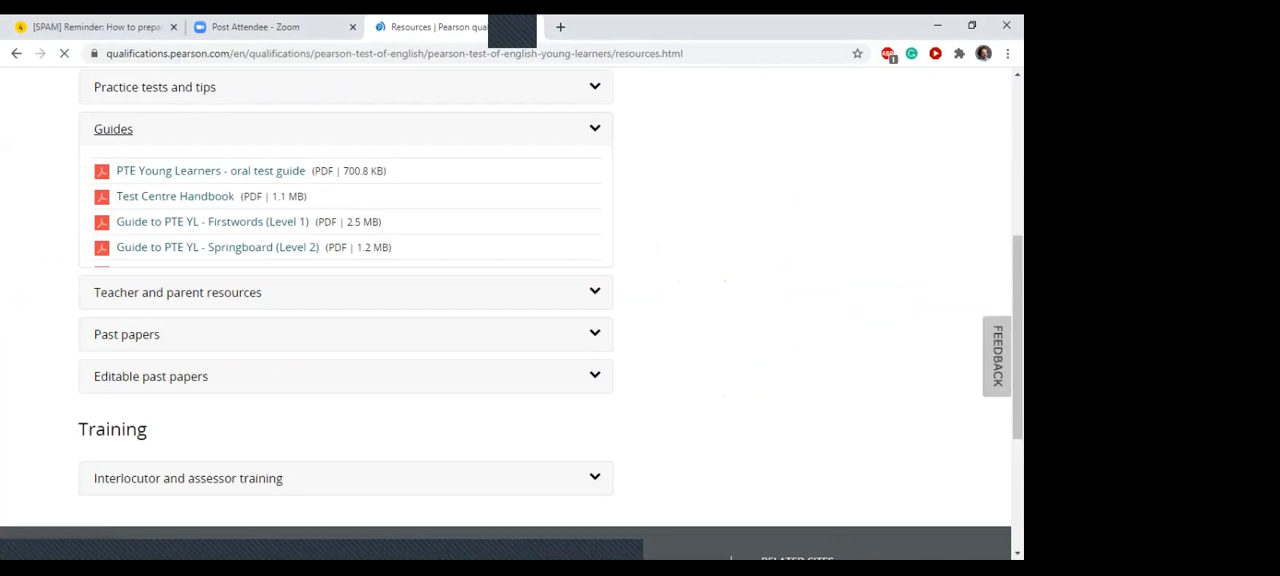 [SPAM] Reminder: How to prepa
Post Attendee - Zoom
Resources | Pearson qua
qualifications.pearson.com/en/qualifications/pearson-test-of-english/pearson-test-of-english-young-learners/resources.html
Practice tests and tips
Guides
PTE Young Learners - oral test guide (PDF | 700.8 KB)
Test Centre Handbook (PDF | 1.1 MB)
Guide to PTE YL - Firstwords (Level 1) (PDF | 2.5 MB)
Guide to PTE YL - Springboard (Level 2) (PDF | 1.2 MB)
Teacher and parent resources
Past papers
Editable past papers
FEEDBACK
Training
Interlocutor and assessor training
RELATED SITES